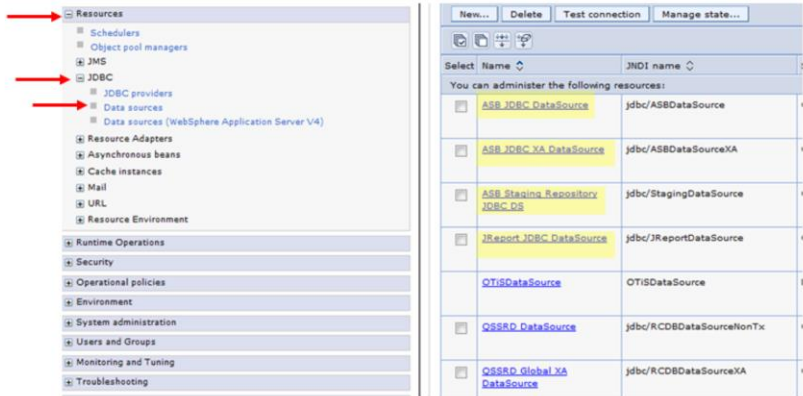 Resources
Schedulers
Object pool managers
JMS
JDBC
JDBC providers
Data sources
Data sources (WebSphere Application Server V4)
Resource Adapters
Asynchronous beans
Cache instances
Mail
URL
Resource Environment
Runtime Operations
Security
Operational policies
Environment
System administration
Users and Groups
Monitoring and Tuning
Troubleshooting
New... Delete Test connection Manage state...
Select Name JNDI name
You can administer the following resources:
ASB JDBC DataSource jdbc/ASBDataSource
ASB JDBC XA DataSource jdbc/ASBDataSourceXA
ASB Staging Repository jdbc/StagingDataSource
JDBC DS
JReport JDBC DataSource jdbc/JReportDataSource
OTiSDataSource OTiSDataSource
QSSRD DataSource jdbc/RCDBDataSourceNonTx
QSSRD Global XA jdbc/RCDBDataSourceXA
DataSource